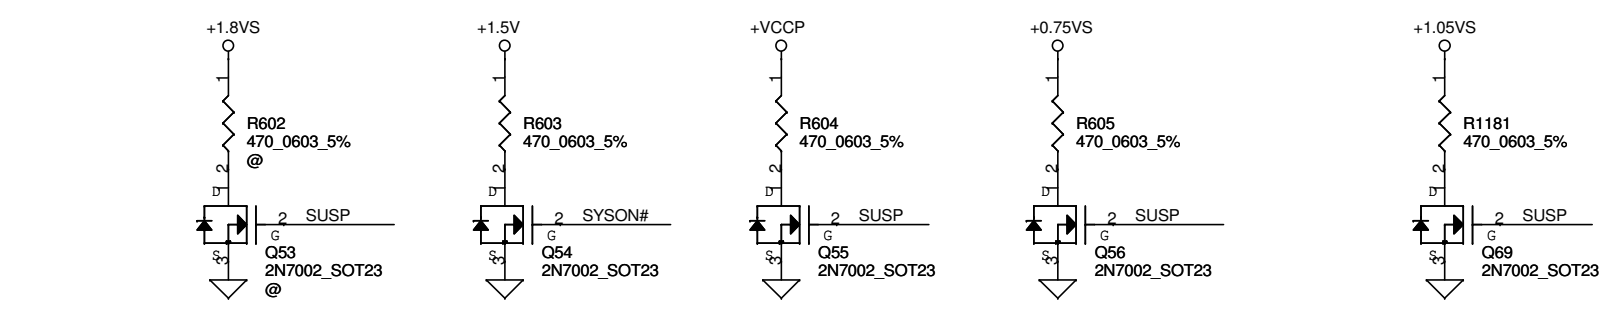 +1.8VS +1.5V +VCCP +0.75VS +1.05VS
1 1 1 1 1
R602 R603 R604 R605 R1181
470_0603_5% 470_0603_5% 470_0603_5% 470_0603_5% 470_0603_5%
@
2 2 2 2 2
D D D D D
2 SUSP 2 SYSON# 2 SUSP 2 SUSP 2 SUSP
G G G G G
S Q53 S Q54 S Q55 S Q56 S Q69
3 2N7002_SOT23 3 2N7002_SOT23 3 2N7002_SOT23 3 2N7002_SOT23 3 2N7002_SOT23
@